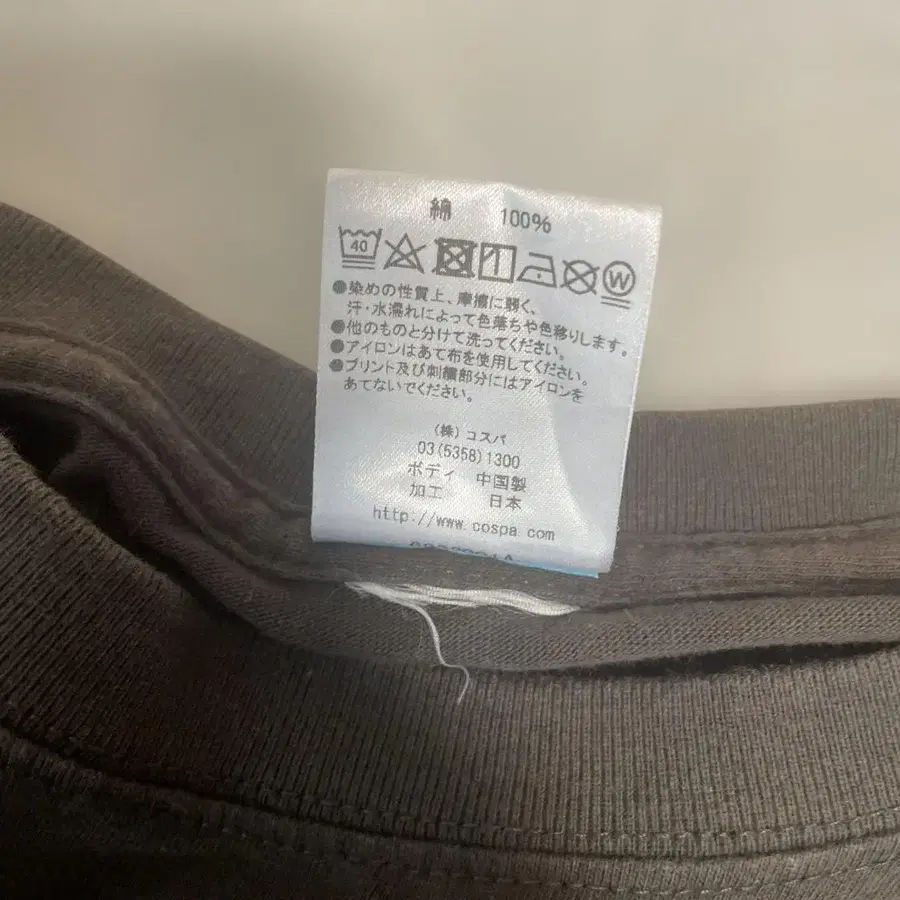 綿 100%
40 W
●染めの性質上、摩擦に弱く、
汗・水濡れによって色落ちや色移りします。
●他のものと分けて洗ってください。
●アイロンはあて布を使用してください。
●プリント及び刺繍部分にはアイロンを
あてないでください。
(株)コスパ
03(5358)1300
ボディ 中国製
加工 日本
http://www.cospa.com